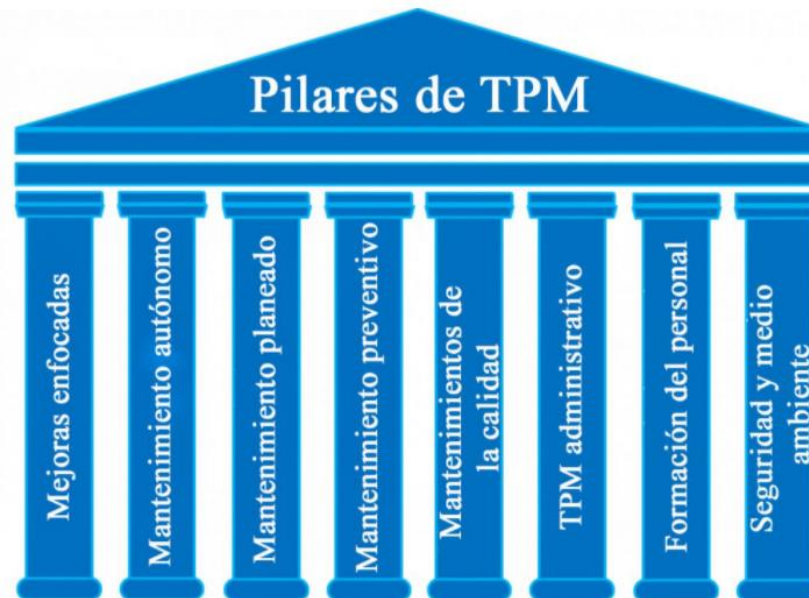 Pilares de TPM
Mejoras enfocadas
Mantenimiento autónomo
Mantenimiento planeado
Mantenimiento preventivo
Mantenimientos de
la calidad
TPM administrativo
Formación del personal
Seguridad y medio
ambiente